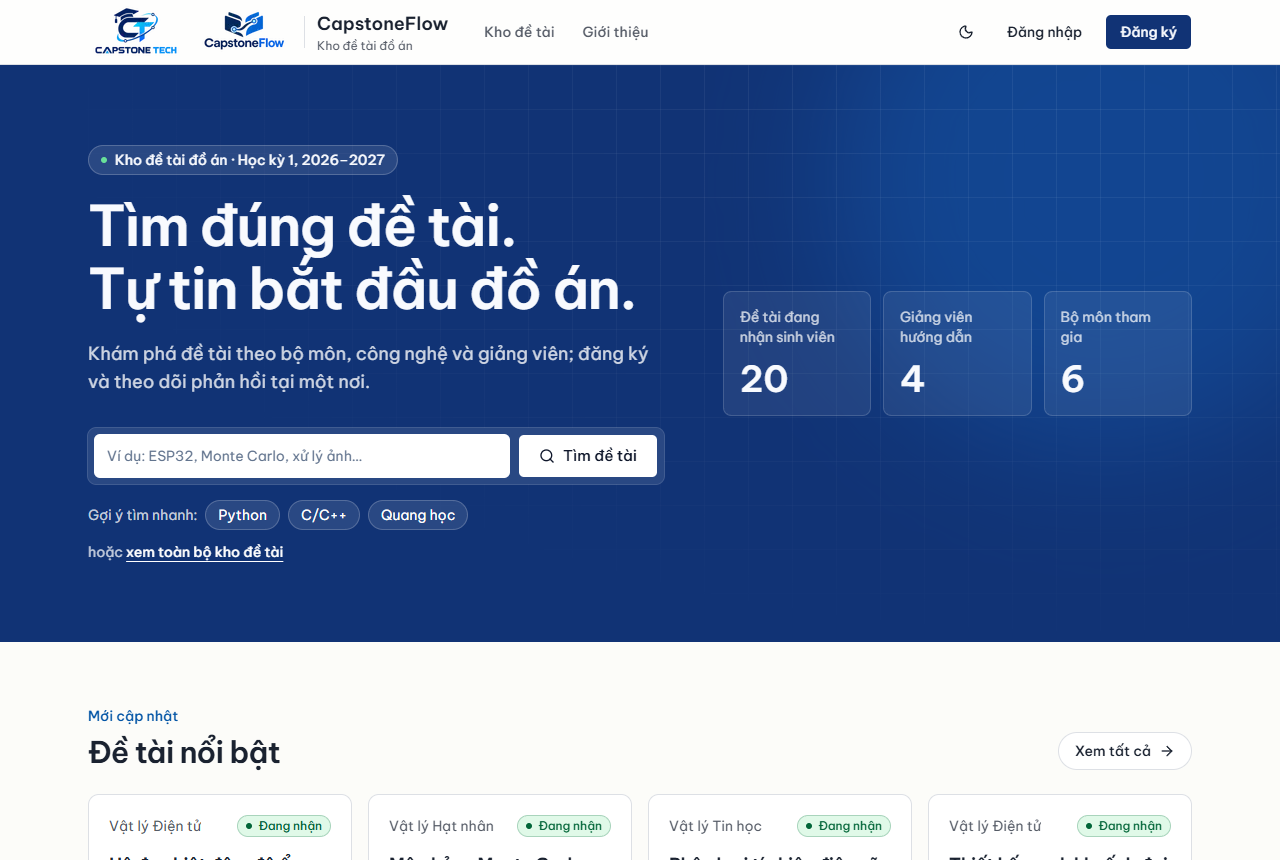 CAPSTONE TECH
CapstoneFlow
CapstoneFlow
Kho đề tài đồ án
Kho đề tài
Giới thiệu
Đăng nhập
Đăng ký
Kho đề tài đồ án · Học kỳ 1, 2026–2027
Tìm đúng đề tài.
Tự tin bắt đầu đồ án.
Khám phá đề tài theo bộ môn, công nghệ và giảng viên; đăng ký
và theo dõi phản hồi tại một nơi.
Ví dụ: ESP32, Monte Carlo, xử lý ảnh...
Tìm đề tài
Gợi ý tìm nhanh:
Python
C/C++
Quang học
hoặc xem toàn bộ kho đề tài
Đề tài đang
nhận sinh viên
20
Giảng viên
hướng dẫn
4
Bộ môn tham
gia
6
Mới cập nhật
Đề tài nổi bật
Xem tất cả
Vật lý Điện tử
Đang nhận
Vật lý Hạt nhân
Đang nhận
Vật lý Tin học
Đang nhận
Vật lý Điện tử
Đang nhận